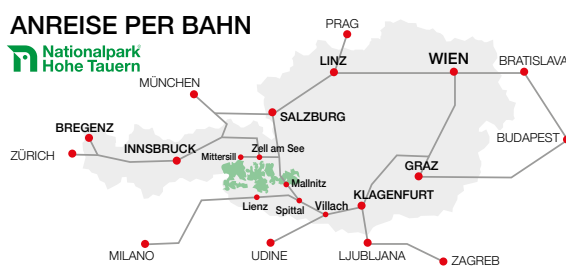 ANREISE PER BAHN
Nationalpark
Hohe Tauern
PRAG
LINZ
WIEN
BRATISLAVA
MÜNCHEN
SALZBURG
BREGENZ
ZÜRICH
INNSBRUCK
Zell am See
Mittersill
BUDAPEST
GRAZ
Mallnitz
KLAGENFURT
Lienz
Spittal
Villach
MILANO
UDINE
LJUBLJANA
ZAGREB